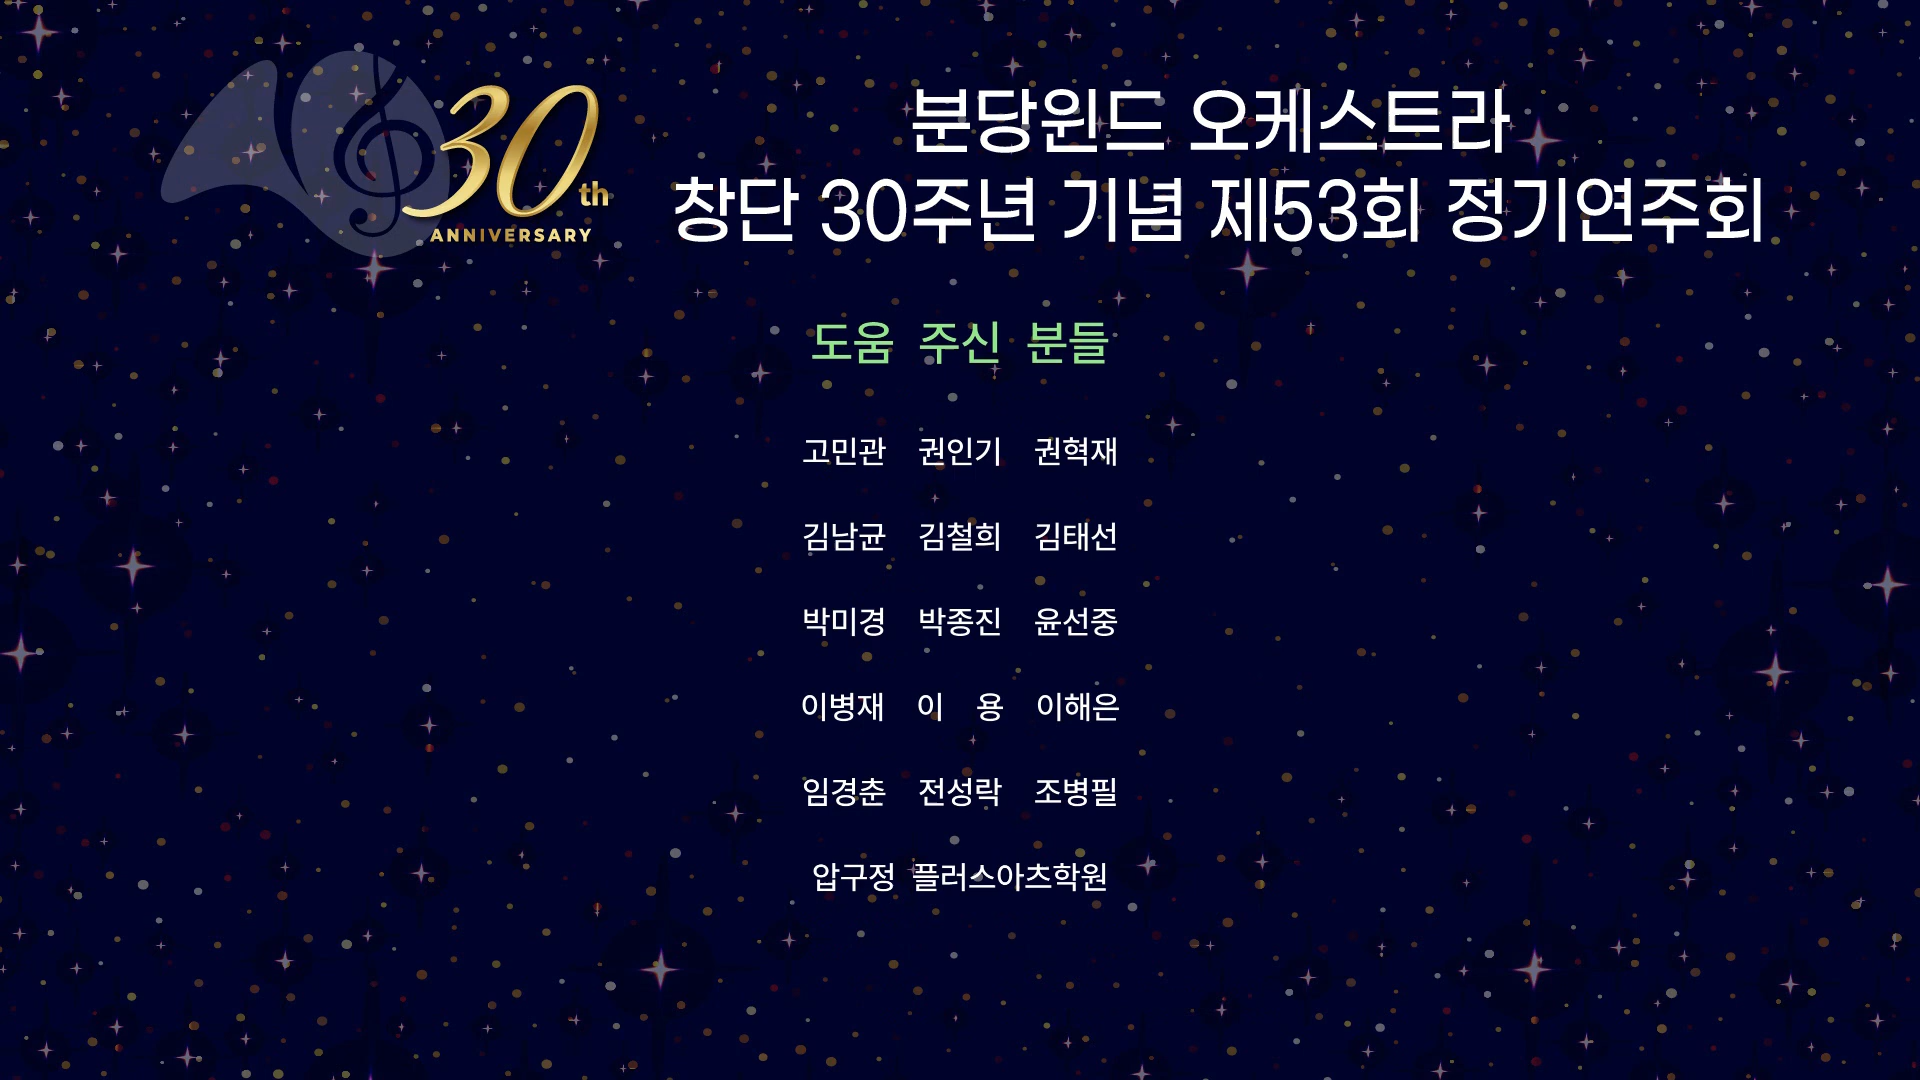 30th
ANNIVERSARY
분당윈드 오케스트라
창단 30주년 기념 제53회 정기연주회
도움 주신 분들
고민관 권인기 권혁재
김남균 김철희 김태선
박미경 박종진 윤선중
이병재 이 용 이해은
임경춘 전성락 조병필
압구정 플러스아츠학원